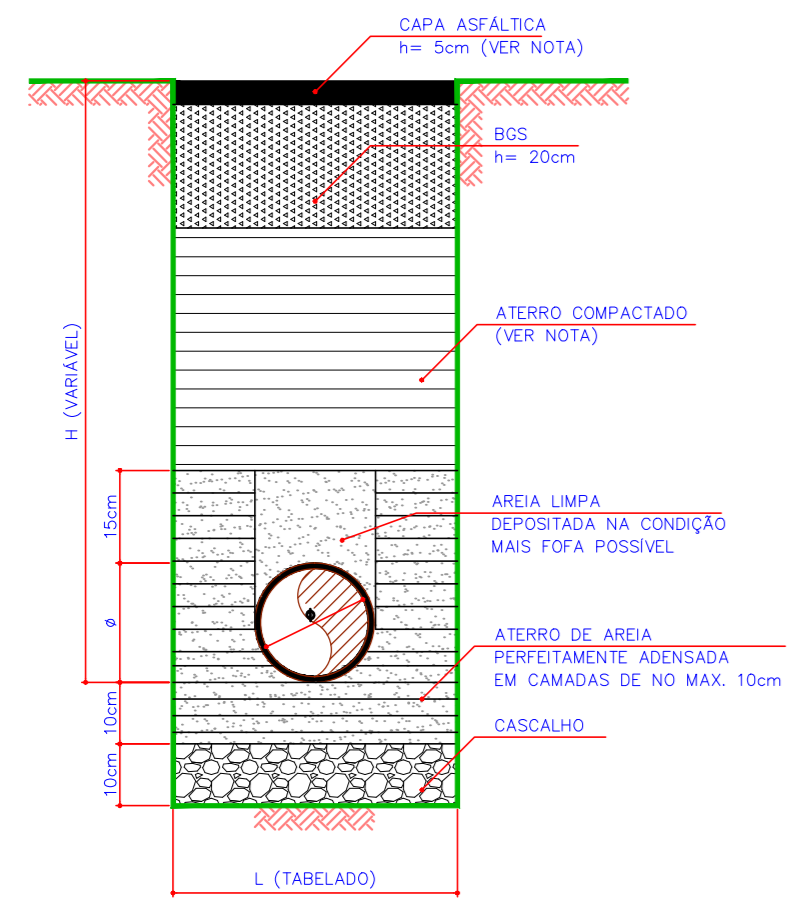 CAPA ASFÁLTICA
h= 5cm (VER NOTA)
BGS
h= 20cm
ATERRO COMPACTADO
(VER NOTA)
H (VARIÁVEL)
15cm
AREIA LIMPA
DEPOSITADA NA CONDIÇÃO
MAIS FOFA POSSÍVEL
ø
ø
ATERRO DE AREIA
PERFEITAMENTE ADENSADA
EM CAMADAS DE NO MAX. 10cm
10cm
CASCALHO
10cm
L (TABELADO)